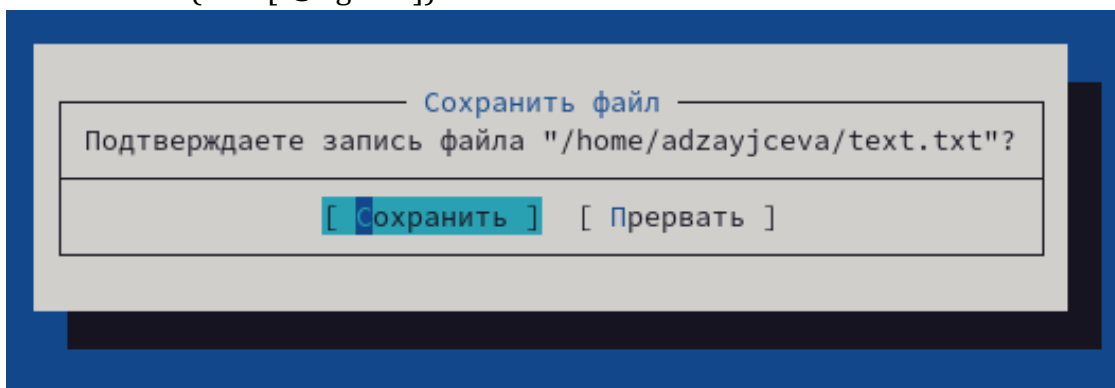 Сохранить файл
Подтверждаете запись файла "/home/adzayjceva/text.txt"?
[ Сохранить ] [ Прервать ]